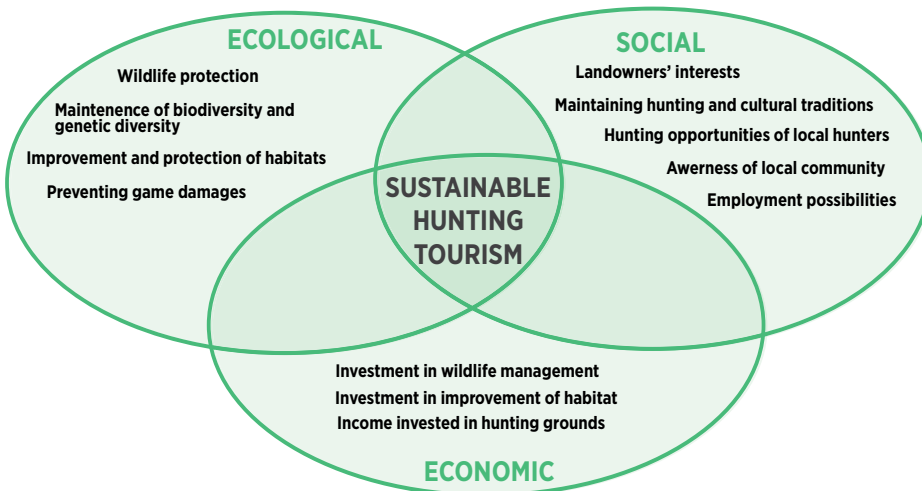 ECOLOGICAL
Wildlife protection
Maintenence of biodiversity and
genetic diversity
Improvement and protection of habitats
Preventing game damages
SOCIAL
Landowners' interests
Maintaining hunting and cultural traditions
Hunting opportunities of local hunters
Awerness of local community
Employment possibilities
SUSTAINABLE
HUNTING
TOURISM
Investment in wildlife management
Investment in improvement of habitat
Income invested in hunting grounds
ECONOMIC